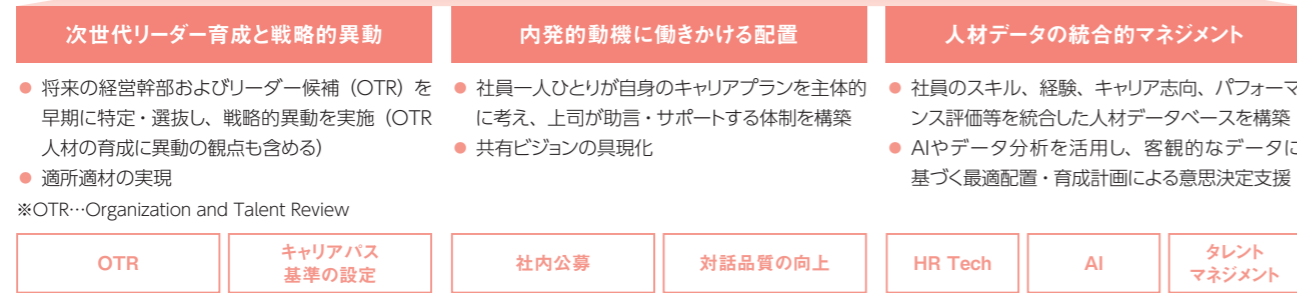 次世代リーダー育成と戦略的異動
● 将来の経営幹部およびリーダー候補（OTR）を
早期に特定・選抜し、戦略的異動を実施（OTR
人材の育成に異動の観点も含める）
● 適所適材の実現
※OTR…Organization and Talent Review
OTR
キャリアパス
基準の設定
内発的動機に働きかける配置
● 社員一人ひとりが自身のキャリアプランを主体的
に考え、上司が助言・サポートする体制を構築
● 共有ビジョンの具現化
社内公募
対話品質の向上
人材データの統合的マネジメント
● 社員のスキル、経験、キャリア志向、パフォーマ
ンス評価等を統合した人材データベースを構築
● AIやデータ分析を活用し、客観的なデータに
基づく最適配置・育成計画による意思決定支援
HR Tech
AI
タレント
マネジメント